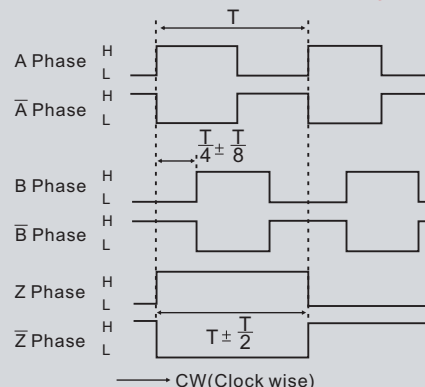 T
A Phase H
L
A̅ Phase H
L
T/4 ± T/8
B Phase H
L
B̅ Phase H
L
Z Phase H
L
T ± T/2
Z̅ Phase H
L
CW(Clock wise)